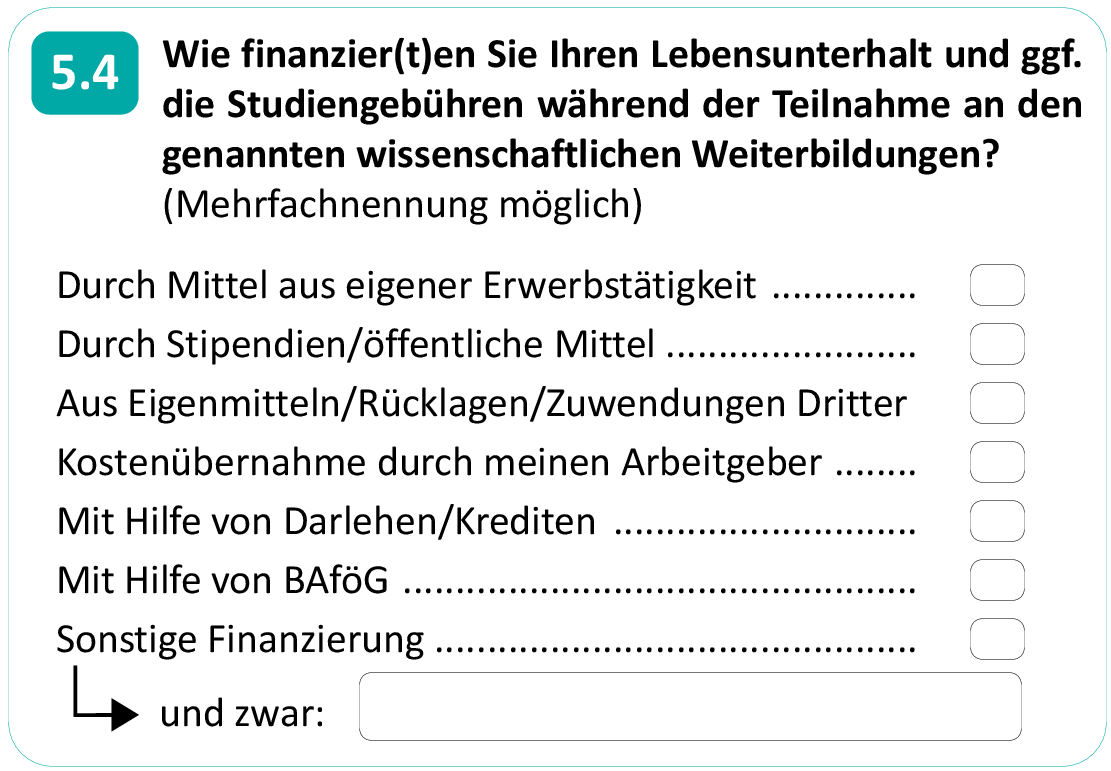 5.4
Wie finanzier(t)en Sie Ihren Lebensunterhalt und ggf.
die Studiengebühren während der Teilnahme an den
genannten wissenschaftlichen Weiterbildungen?
(Mehrfachnennung möglich)
Durch Mittel aus eigener Erwerbstätigkeit ..............
Durch Stipendien/öffentliche Mittel ........................
Aus Eigenmitteln/Rücklagen/Zuwendungen Dritter
Kostenübernahme durch meinen Arbeitgeber ........
Mit Hilfe von Darlehen/Krediten .............................
Mit Hilfe von BAföG .................................................
Sonstige Finanzierung ..............................................
und zwar: